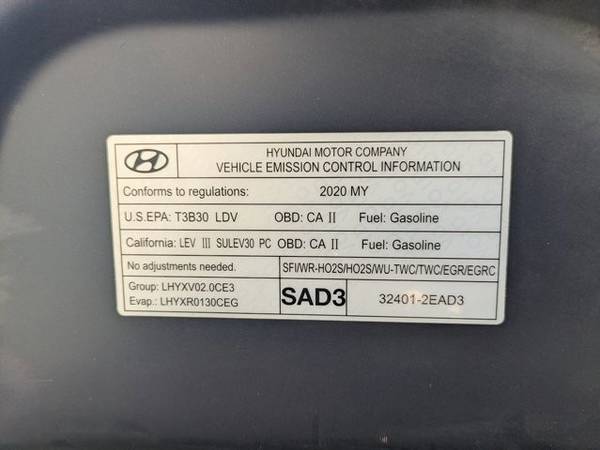 HYUNDAI MOTOR COMPANY
VEHICLE EMISSION CONTROL INFORMATION
Conforms to regulations: 2020 MY
U.S.EPA: T3B30 LDV OBD: CA II Fuel: Gasoline
California: LEV III SULEV30 PC OBD: CA II Fuel: Gasoline
No adjustments needed. SFI/WR-HO2S/HO2S/WU-TWC/TWC/EGR/EGRC
Group: LHYXV02.0CE3
Evap.: LHYXR0130CEG
SAD3 32401-2EAD3